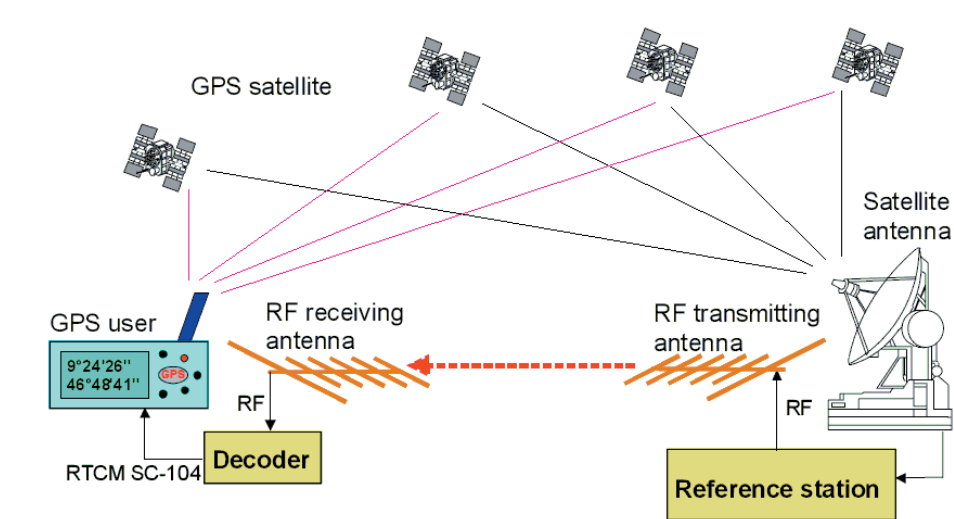 GPS satellite
Satellite
antenna
GPS user
RF receiving
antenna
RF transmitting
antenna
9°24'26''
46°48'41''
GPS
RF
RF
RTCM SC-104
Decoder
Reference station